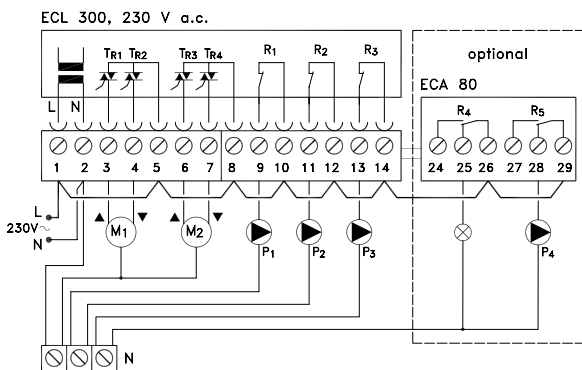 ECL 300, 230 V a.c.
optional
TR1 TR2 TR3 TR4 R1 R2 R3
ECA 80
L N
R4 R5
1 2 3 4 5 6 7 8 9 10 11 12 13 14 24 25 26 27 28 29
L
230V~
N
M1 M2 P1 P2 P3 P4
N